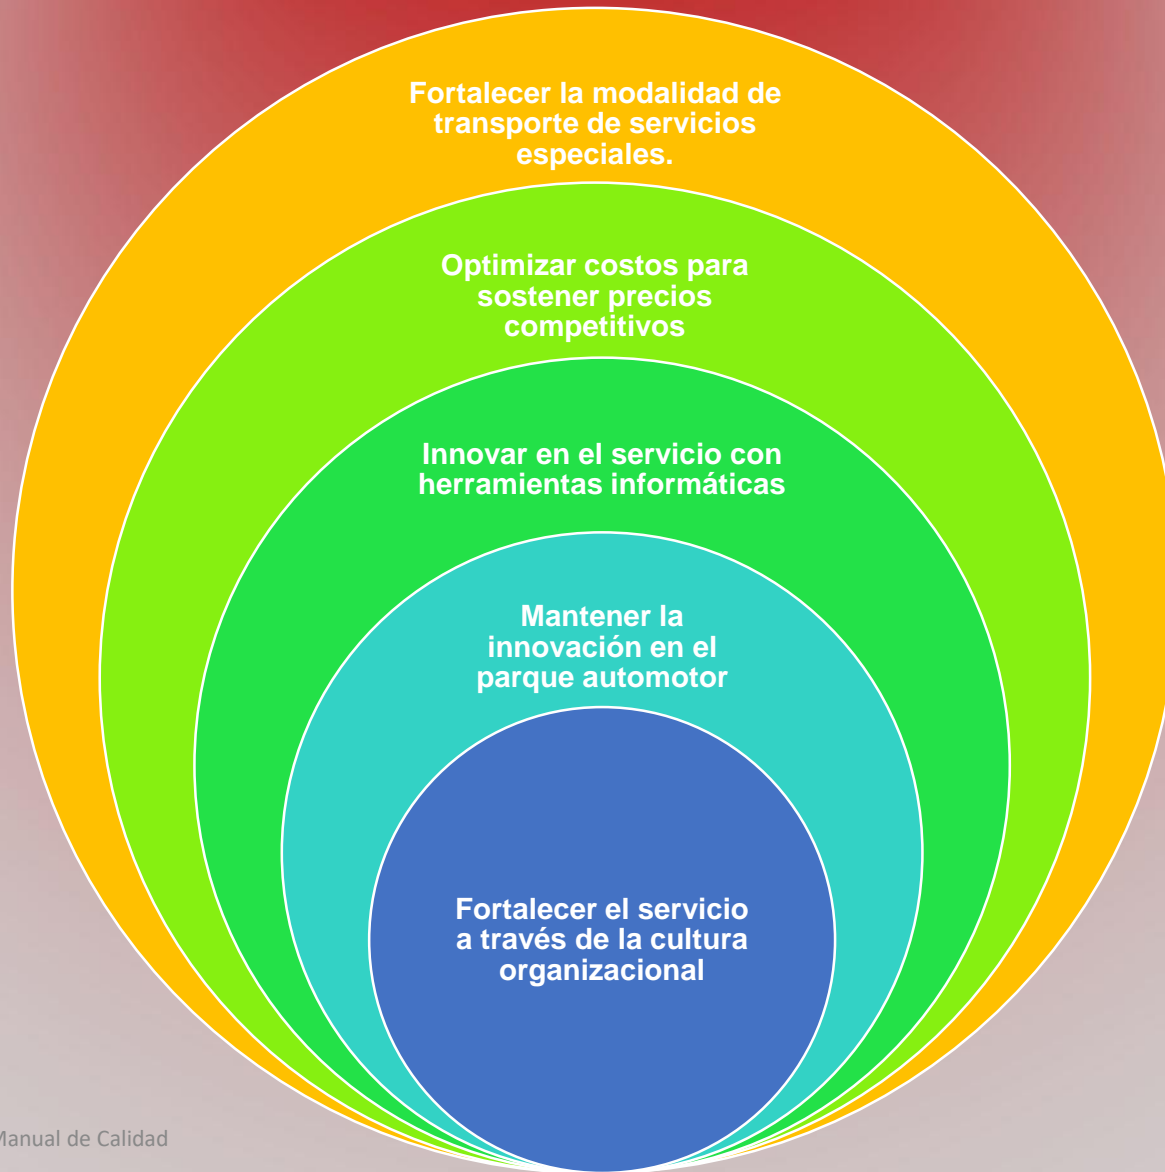 Fortalecer la modalidad de
transporte de servicios
especiales.
Optimizar costos para
sostener precios
competitivos
Innovar en el servicio con
herramientas informáticas
Mantener la
innovación en el
parque automotor
Fortalecer el servicio
a través de la cultura
organizacional
Manual de Calidad